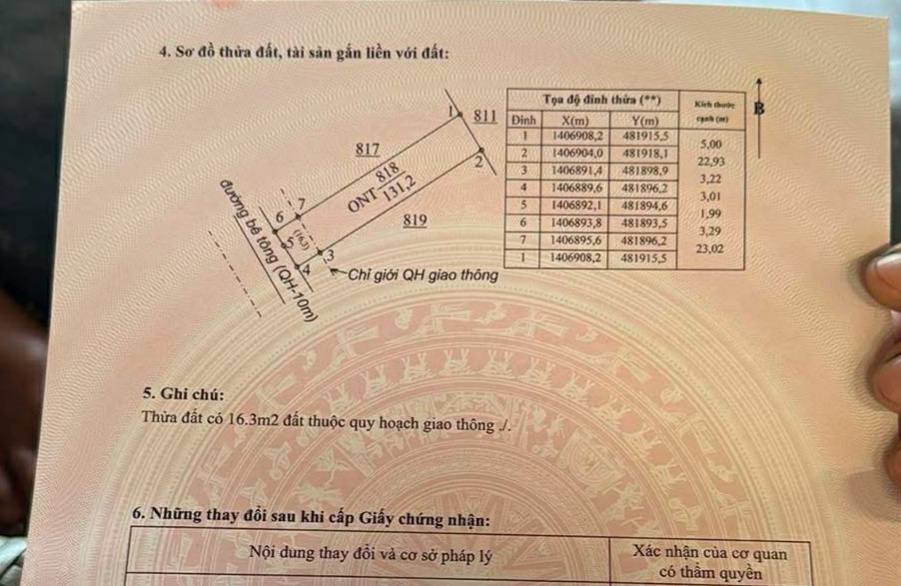 4. Sơ đồ thửa đất, tài sản gắn liền với đất:
Tọa độ đỉnh thửa (**) Kích thước cạnh (m)
Đỉnh X(m) Y(m)
1 1406908,2 481915,5
5,00
2 1406904,0 481918,1
22,93
3 1406891,4 481898,9
3,22
4 1406889,6 481896,2
3,01
5 1406892,1 481894,6
1,99
6 1406893,8 481893,5
3,29
7 1406895,6 481896,2
23,02
1 1406908,2 481915,5
B
1
811
817
2
818
ONT
131,2
7
6
819
(16,3)
5
3
4
Chỉ giới QH giao thông
đường bê tông (QH-10m)
5. Ghi chú:
Thửa đất có 16.3m2 đất thuộc quy hoạch giao thông ./.
6. Những thay đổi sau khi cấp Giấy chứng nhận:
Nội dung thay đổi và cơ sở pháp lý
Xác nhận của cơ quan
có thẩm quyền